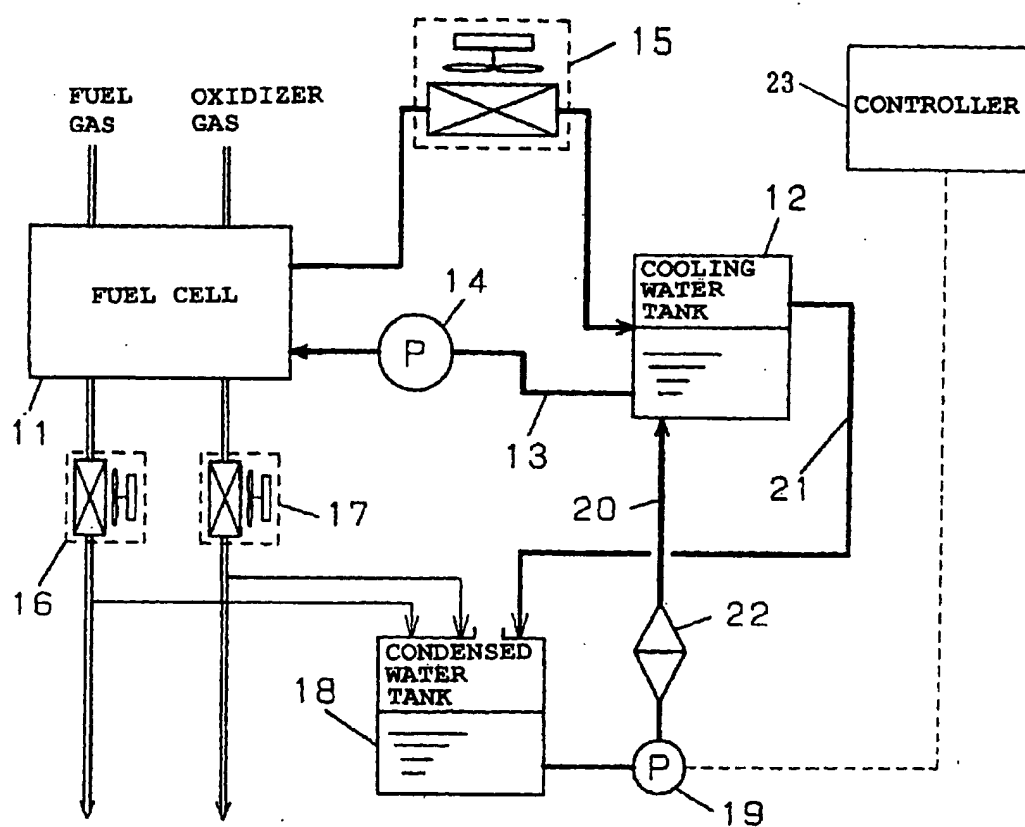 15
FUEL
GAS
OXIDIZER
GAS
23
CONTROLLER
12
COOLING
WATER
TANK
FUEL CELL
14
P
11
13
21
20
17
16
22
CONDENSED
WATER
TANK
18
P
19